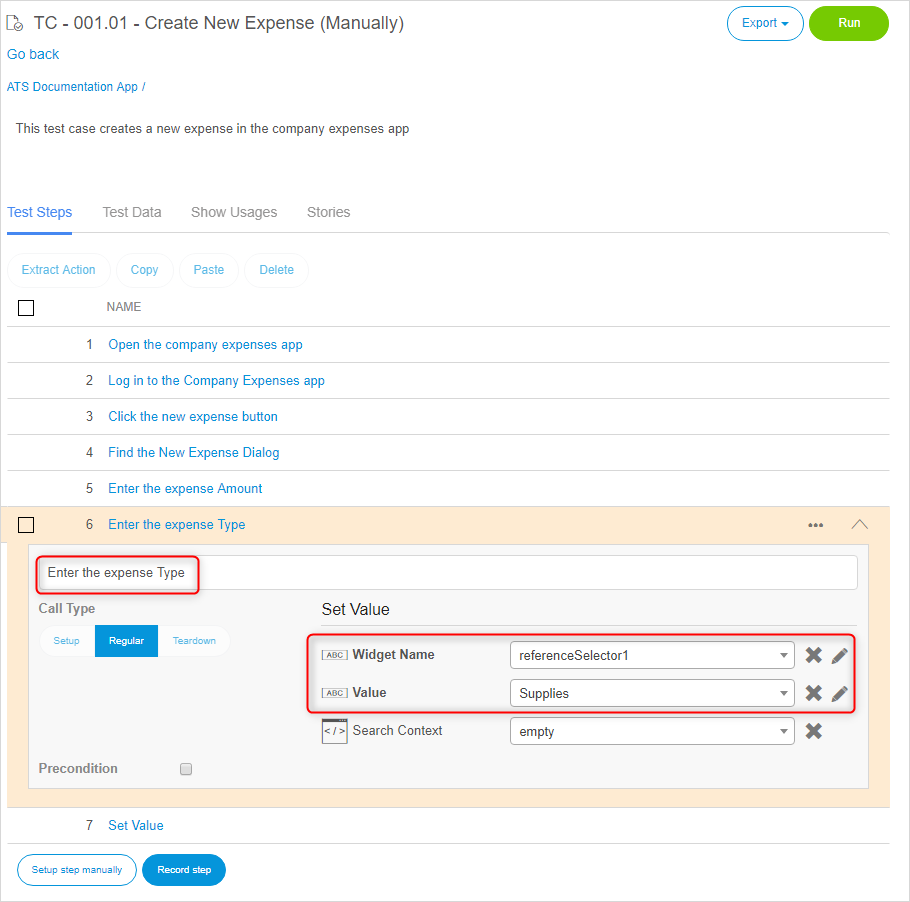 TC - 001.01 - Create New Expense (Manually)
Export
Run
Go back
ATS Documentation App /
This test case creates a new expense in the company expenses app
Test Steps
Test Data
Show Usages
Stories
Extract Action
Copy
Paste
Delete
NAME
1 Open the company expenses app
2 Log in to the Company Expenses app
3 Click the new expense button
4 Find the New Expense Dialog
5 Enter the expense Amount
6 Enter the expense Type
Enter the expense Type
Call Type
Set Value
Setup
Regular
Teardown
ABC Widget Name
referenceSelector1
ABC Value
Supplies
</> Search Context
empty
Precondition
7 Set Value
Setup step manually
Record step